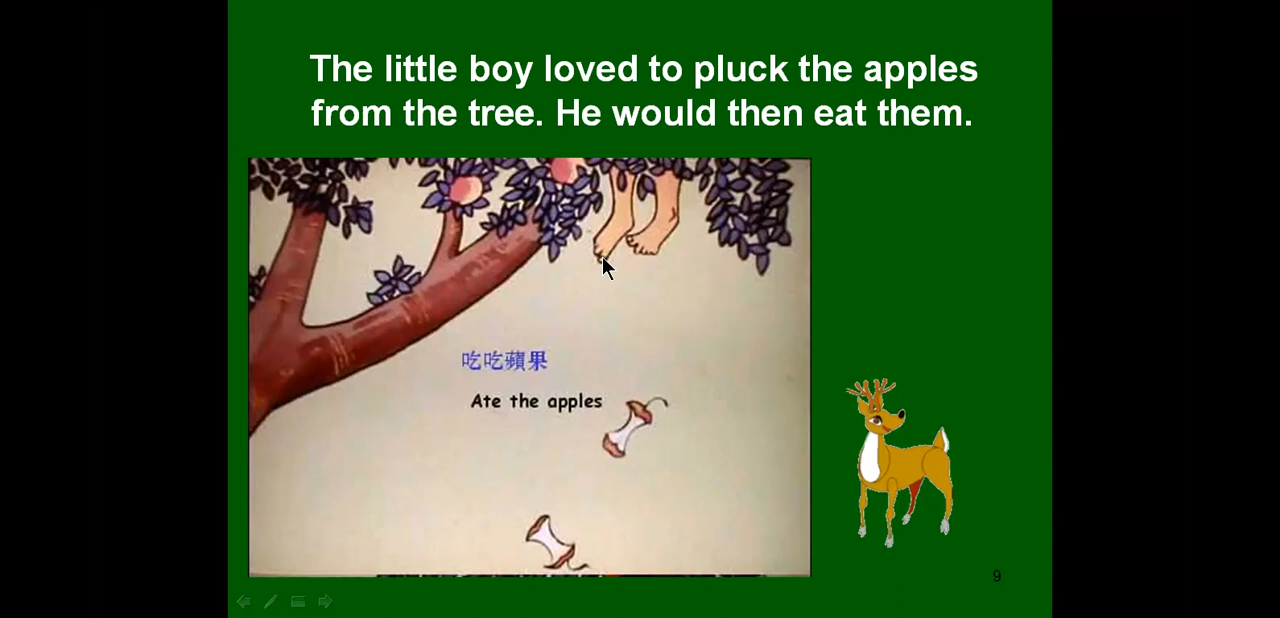 The little boy loved to pluck the apples
from the tree. He would then eat them.
吃吃蘋果
Ate the apples
9